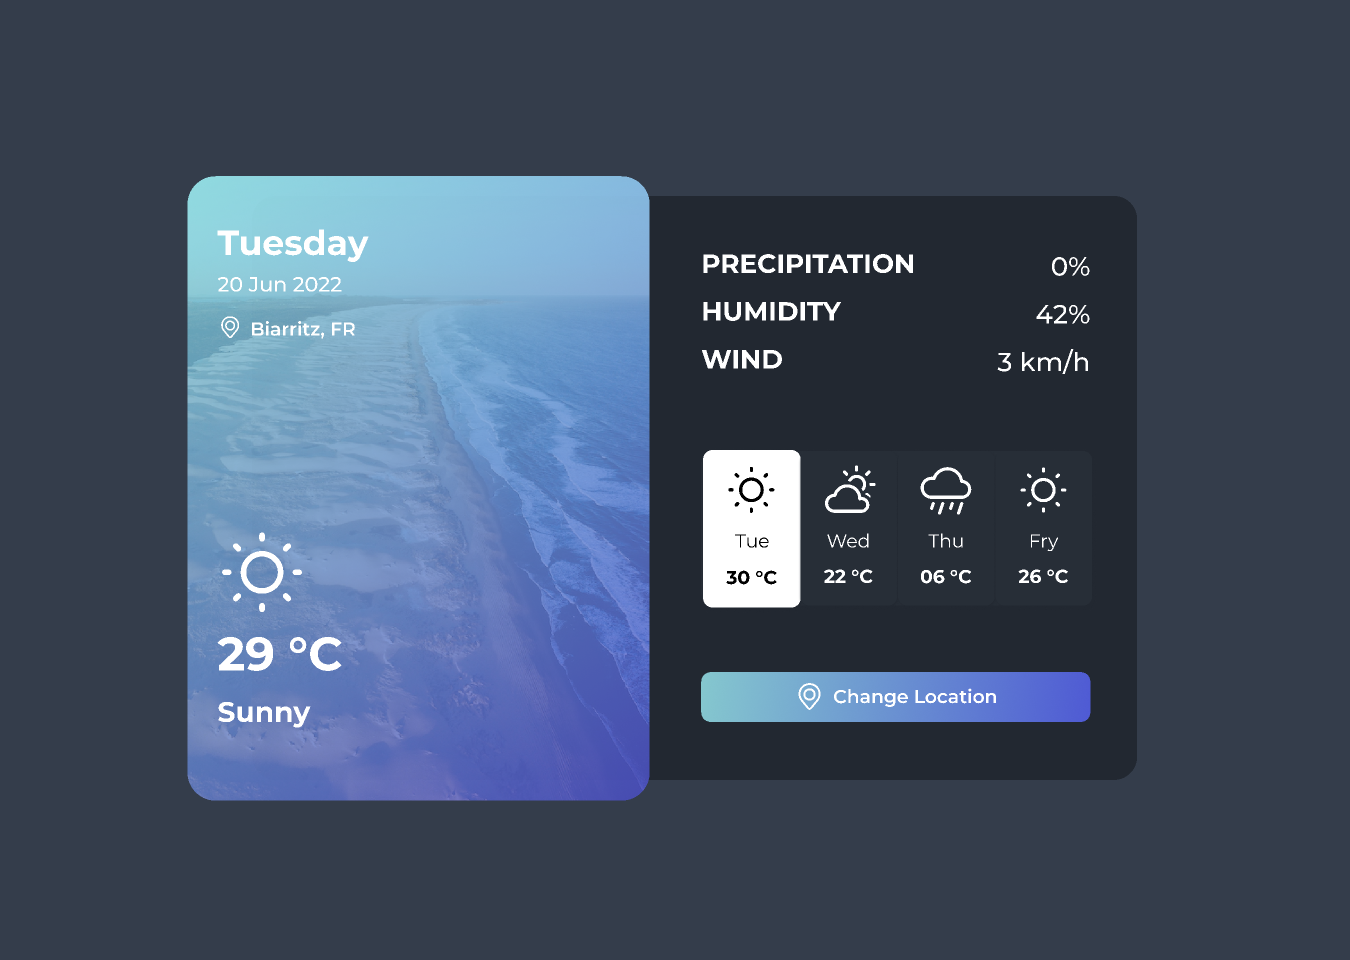 Tuesday
20 Jun 2022
Biarritz, FR
29 °C
Sunny
PRECIPITATION 0%
HUMIDITY 42%
WIND 3 km/h
Tue Wed Thu Fry
30 °C 22 °C 06 °C 26 °C
Change Location